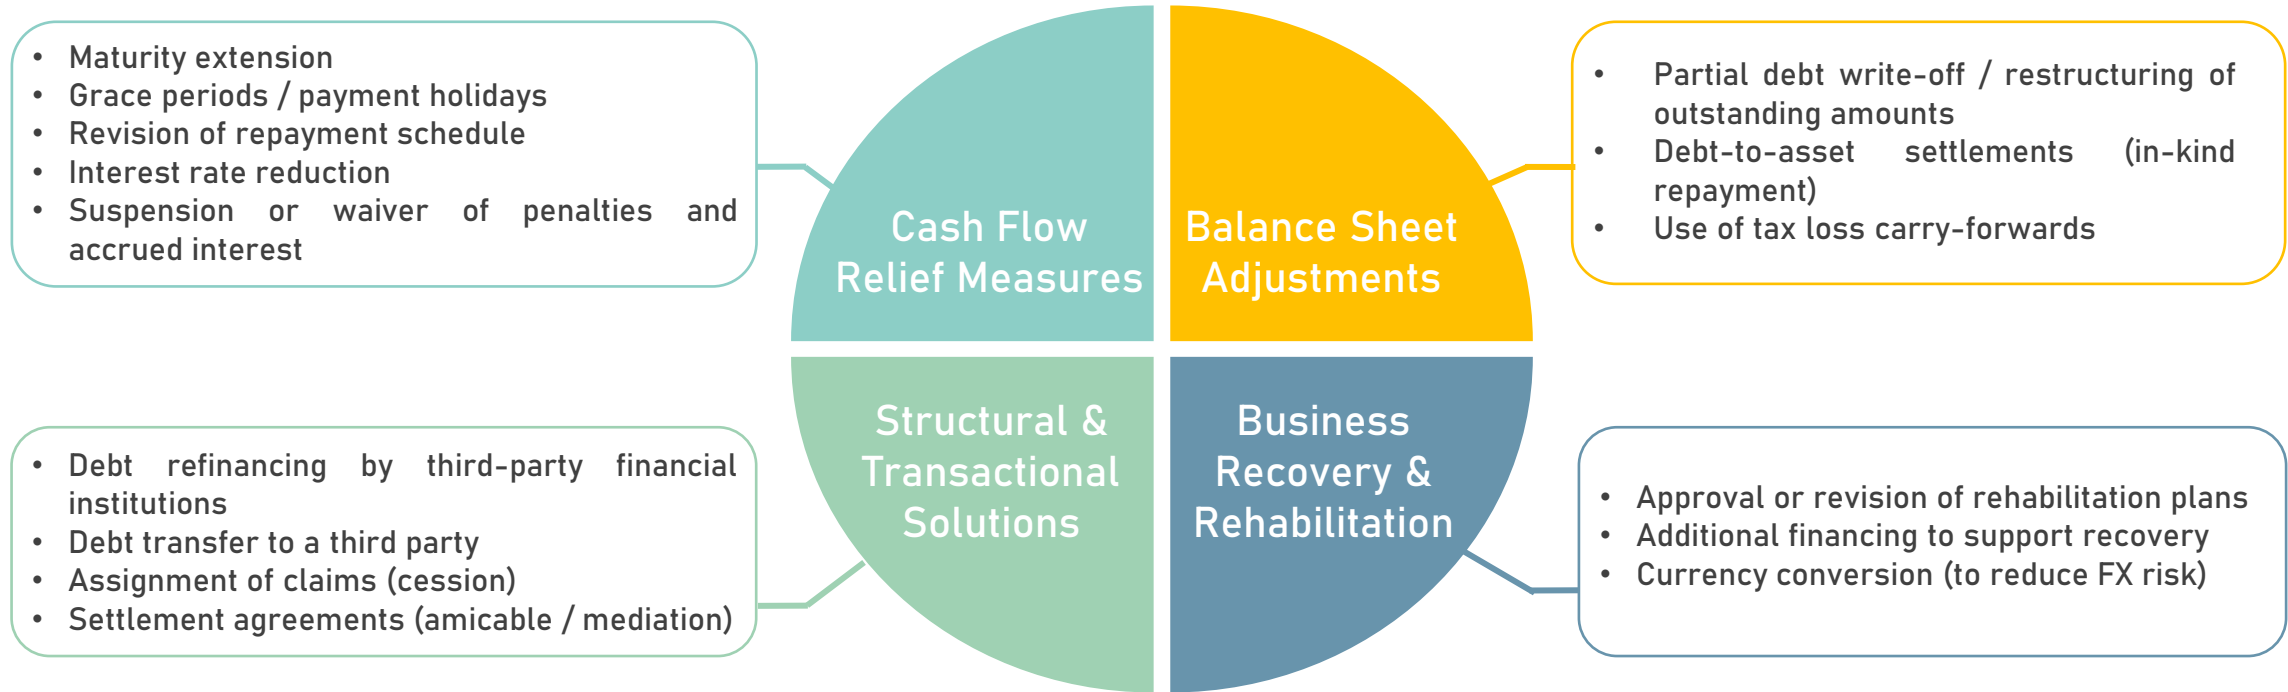 • Maturity extension
• Grace periods / payment holidays
• Revision of repayment schedule
• Interest rate reduction
• Suspension or waiver of penalties and
accrued interest
Cash Flow
Relief Measures
Balance Sheet
Adjustments
• Partial debt write-off / restructuring of
outstanding amounts
• Debt-to-asset settlements (in-kind
repayment)
• Use of tax loss carry-forwards
• Debt refinancing by third-party financial
institutions
• Debt transfer to a third party
• Assignment of claims (cession)
• Settlement agreements (amicable / mediation)
Structural &
Transactional
Solutions
Business
Recovery &
Rehabilitation
• Approval or revision of rehabilitation plans
• Additional financing to support recovery
• Currency conversion (to reduce FX risk)